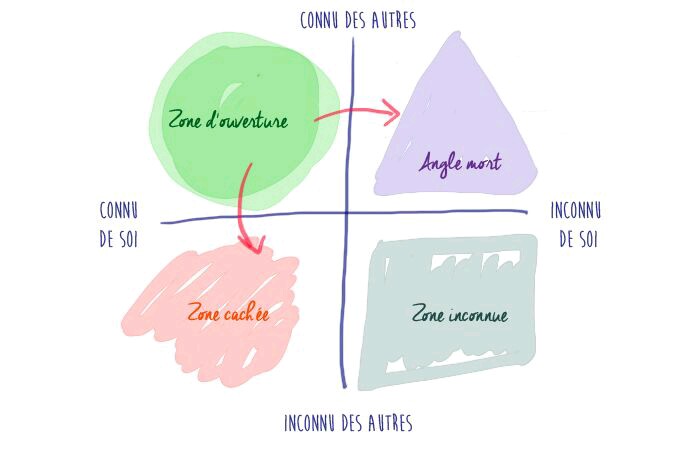 CONNU DES AUTRES
Zone d'ouverture
Angle mort
CONNU
DE SOI
INCONNU
DE SOI
Zone cachée
Zone inconnue
INCONNU DES AUTRES